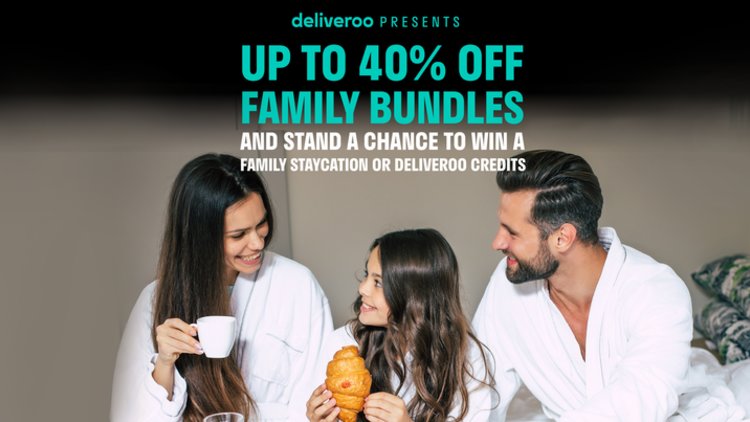 deliveroo PRESENTS
UP TO 40% OFF
FAMILY BUNDLES
AND STAND A CHANCE TO WIN A
FAMILY STAYCATION OR DELIVEROO CREDITS